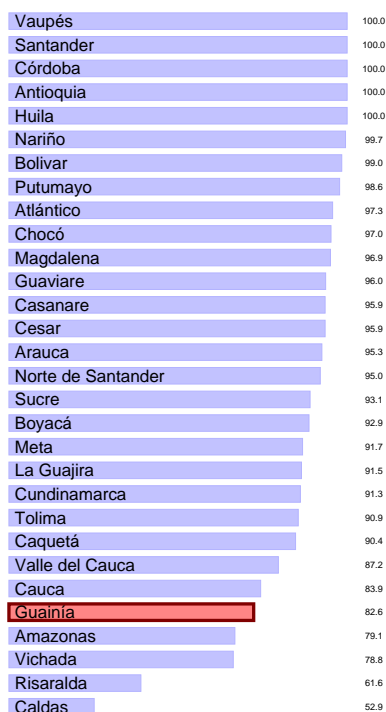 Vaupés 100.0
Santander 100.0
Córdoba 100.0
Antioquia 100.0
Huila 100.0
Nariño 99.7
Bolivar 99.0
Putumayo 98.6
Atlántico 97.3
Chocó 97.0
Magdalena 96.9
Guaviare 96.0
Casanare 95.9
Cesar 95.9
Arauca 95.3
Norte de Santander 95.0
Sucre 93.1
Boyacá 92.9
Meta 91.7
La Guajira 91.5
Cundinamarca 91.3
Tolima 90.9
Caquetá 90.4
Valle del Cauca 87.2
Cauca 83.9
Guainía 82.6
Amazonas 79.1
Vichada 78.8
Risaralda 61.6
Caldas 52.9